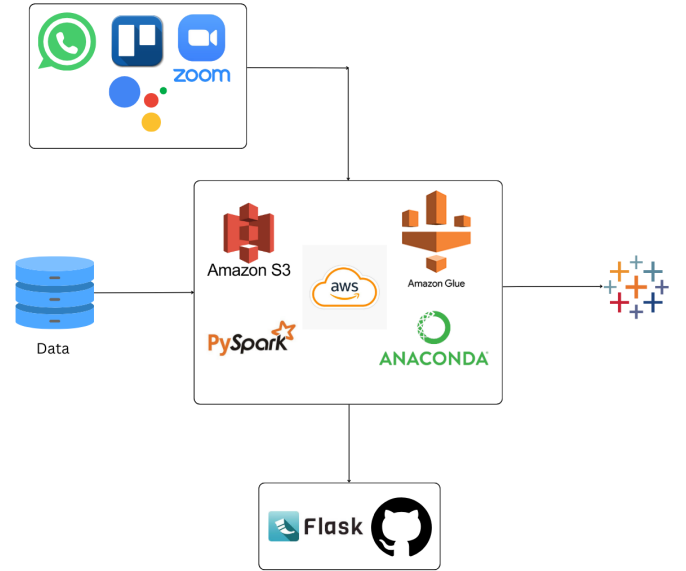 zoom
Amazon S3
Amazon Glue
aws
Data
PySpark
ANACONDA
Flask